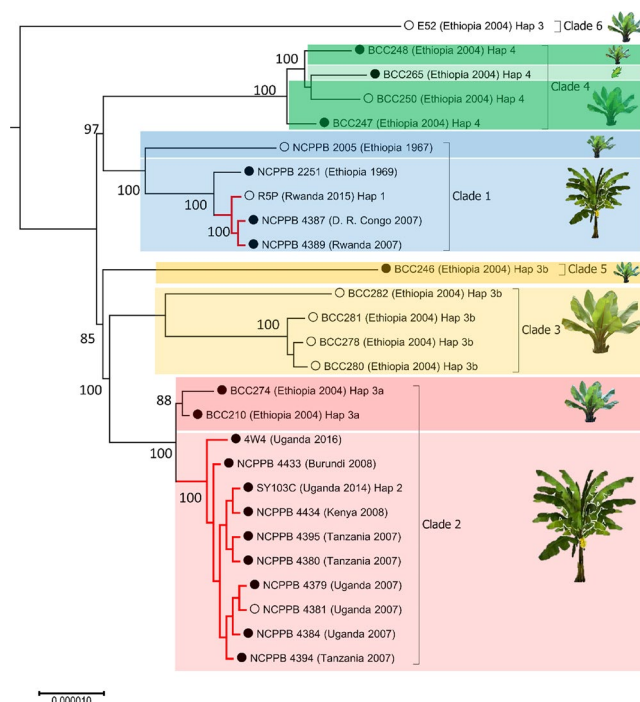 E52 (Ethiopia 2004) Hap 3 Clade 6
BCC248 (Ethiopia 2004) Hap 4
100
BCC265 (Ethiopia 2004) Hap 4
Clade 4
100
BCC250 (Ethiopia 2004) Hap 4
BCC247 (Ethiopia 2004) Hap 4
97
NCPPB 2005 (Ethiopia 1967)
NCPPB 2251 (Ethiopia 1969)
100
R5P (Rwanda 2015) Hap 1
Clade 1
100
NCPPB 4387 (D. R. Congo 2007)
100
NCPPB 4389 (Rwanda 2007)
BCC246 (Ethiopia 2004) Hap 3b Clade 5
BCC282 (Ethiopia 2004) Hap 3b
BCC281 (Ethiopia 2004) Hap 3b
100
85
BCC278 (Ethiopia 2004) Hap 3b
Clade 3
BCC280 (Ethiopia 2004) Hap 3b
100
BCC274 (Ethiopia 2004) Hap 3a
88
BCC210 (Ethiopia 2004) Hap 3a
4W4 (Uganda 2016)
100
NCPPB 4433 (Burundi 2008)
SY103C (Uganda 2014) Hap 2
100
NCPPB 4434 (Kenya 2008)
Clade 2
NCPPB 4395 (Tanzania 2007)
NCPPB 4380 (Tanzania 2007)
NCPPB 4379 (Uganda 2007)
NCPPB 4381 (Uganda 2007)
NCPPB 4384 (Uganda 2007)
NCPPB 4394 (Tanzania 2007)
0.000010